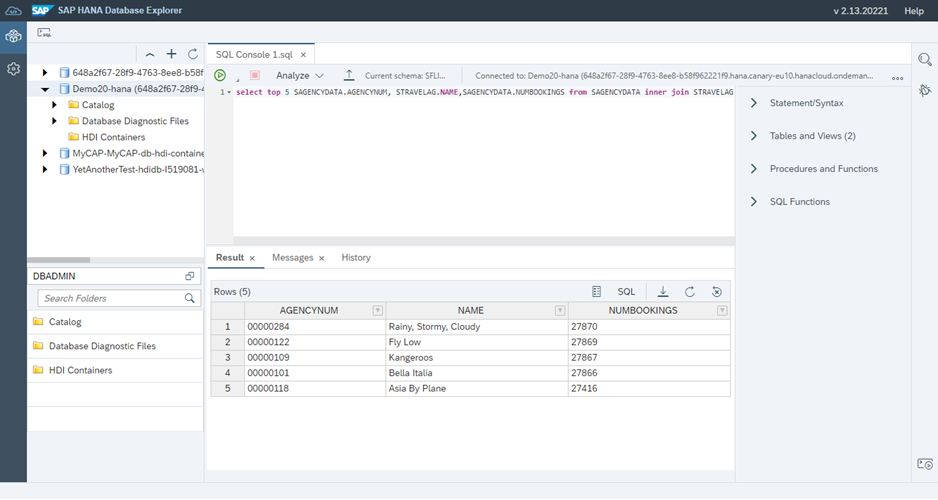 SAP SAP HANA Database Explorer
v 2.13.20221 Help
648a2f67-28f9-4763-8ee8-b58f
Demo20-hana (648a2f67-28f9-4
Catalog
Database Diagnostic Files
HDI Containers
MyCAP-MyCAP-db-hdi-containe
YetAnotherTest-hdidb-I519081-v
DBADMIN
Search Folders
Catalog
Database Diagnostic Files
HDI Containers
SQL Console 1.sql ×
Analyze Current schema: SFLI... Connected to: Demo20-hana (648a2f67-28f9-4763-8ee8-b58f962221f9.hana.canary-eu10.hanacloud.ondeman...
1 select top 5 SAGENCYDATA.AGENCYNUM, STRAVELAG.NAME,SAGENCYDATA.NUMBOOKINGS from SAGENCYDATA inner join STRAVELAG
Result × Messages × History
Rows (5) SQL
AGENCYNUM NAME NUMBOOKINGS
1 00000284 Rainy, Stormy, Cloudy 27870
2 00000122 Fly Low 27869
3 00000109 Kangeroos 27867
4 00000101 Bella Italia 27866
5 00000118 Asia By Plane 27416
Statement/Syntax
Tables and Views (2)
Procedures and Functions
SQL Functions